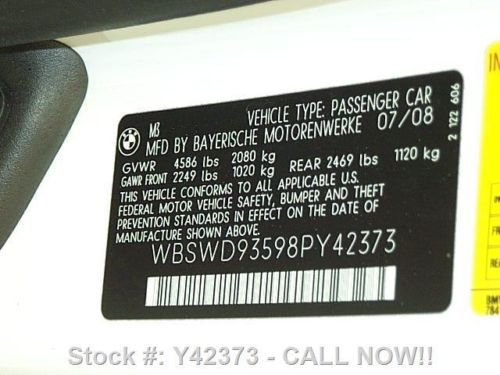 BMW
M3
VEHICLE TYPE: PASSENGER CAR
MFD BY BAYERISCHE MOTORENWERKE 07/08
GVWR 4586 lbs 2080 kg
GAWR FRONT 2249 lbs 1020 kg REAR 2469 lbs 1120 kg
THIS VEHICLE CONFORMS TO ALL APPLICABLE U.S.
FEDERAL MOTOR VEHICLE SAFETY, BUMPER AND THEFT
PREVENTION STANDARDS IN EFFECT ON THE DATE OF
MANUFACTURE SHOWN ABOVE.
WBSWD93598PY42373
2 122 606
Stock #: Y42373 - CALL NOW!!